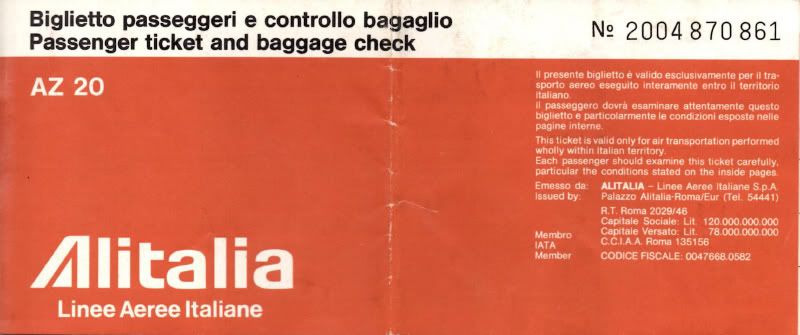 Biglietto passeggeri e controllo bagaglio
Passenger ticket and baggage check
№ 2004 870 861
AZ 20
Il presente biglietto è valido esclusivamente per il tra-
sporto aereo eseguito interamente entro il territorio
italiano.
Il passeggero dovrà esaminare attentamente questo
biglietto e particolarmente le condizioni esposte nelle
pagine interne.
This ticket is valid only for air transportation performed
wholly within italian territory.
Each passenger should examine this ticket carefully,
particular the conditions stated on the inside pages.
Emesso da: ALITALIA – Linee Aeree Italiane S.p.A.
Issued by: Palazzo Alitalia-Roma/Eur (Tel. 54441)
R.T. Roma 2029/46
Capitale Sociale: Lit. 120.000.000.000
Membro Capitale Versato: Lit. 78.000.000.000
IATA C.C.I.A.A. Roma 135156
Member CODICE FISCALE: 0047668.0582
Alitalia
Linee Aeree Italiane